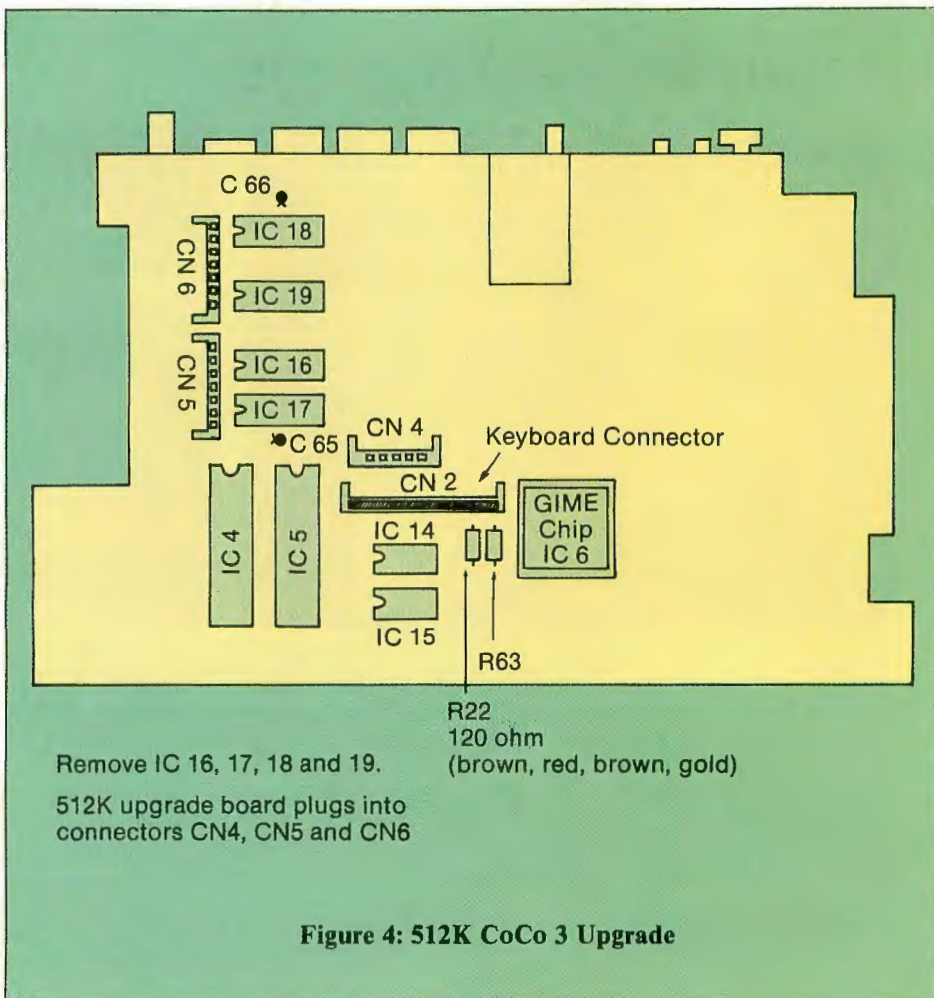 C 66
IC 18
CN 6
IC 19
CN 5
IC 16
IC 17
C 65
CN 4
Keyboard Connector
CN 2
IC 4
IC 5
IC 14
GIME
Chip
IC 6
IC 15
R63
R22
120 ohm
(brown, red, brown, gold)
Remove IC 16, 17, 18 and 19.
512K upgrade board plugs into
connectors CN4, CN5 and CN6
Figure 4: 512K CoCo 3 Upgrade